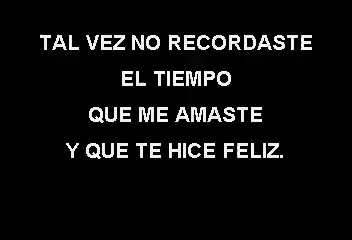 TAL VEZ NO RECORDASTE
EL TIEMPO
QUE ME AMASTE
Y QUE TE HICE FELIZ.